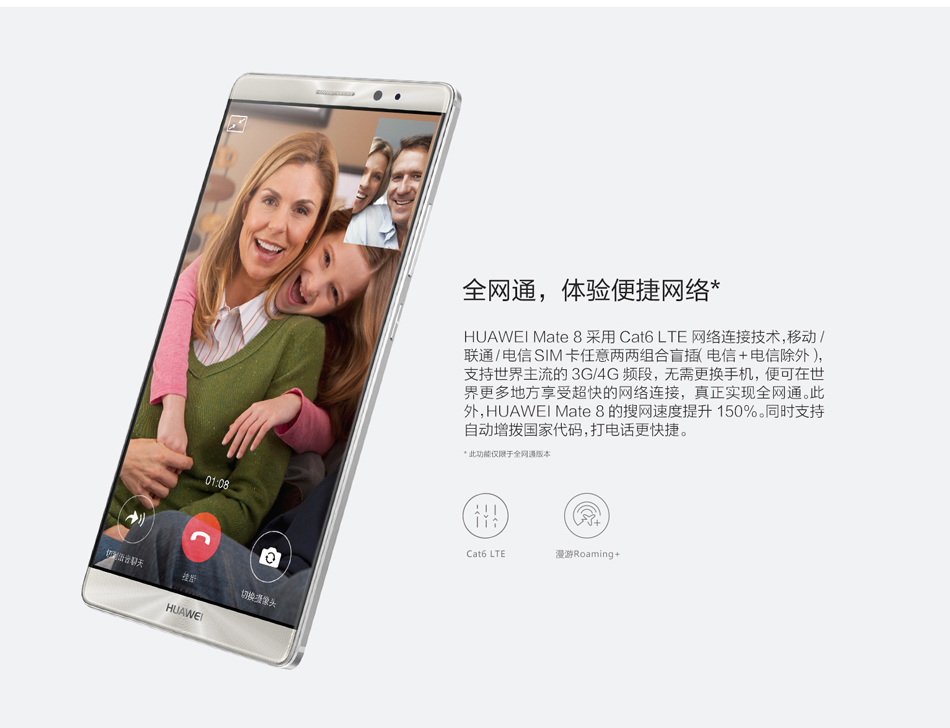 全网通，体验便捷网络*
HUAWEI Mate 8 采用 Cat6 LTE 网络连接技术,移动 /
联通 / 电信 SIM 卡任意两两组合盲插( 电信 + 电信除外 ),
支持世界主流的 3G/4G 频段，无需更换手机，便可在世
界更多地方享受超快的网络连接，真正实现全网通。此
外,HUAWEI Mate 8 的搜网速度提升 150%。同时支持
自动增拨国家代码，打电话更快捷。
* 此功能仅限于全网通版本
Cat6 LTE
漫游Roaming+
01:08
切到语音聊天
挂断
切换摄像头
HUAWEI